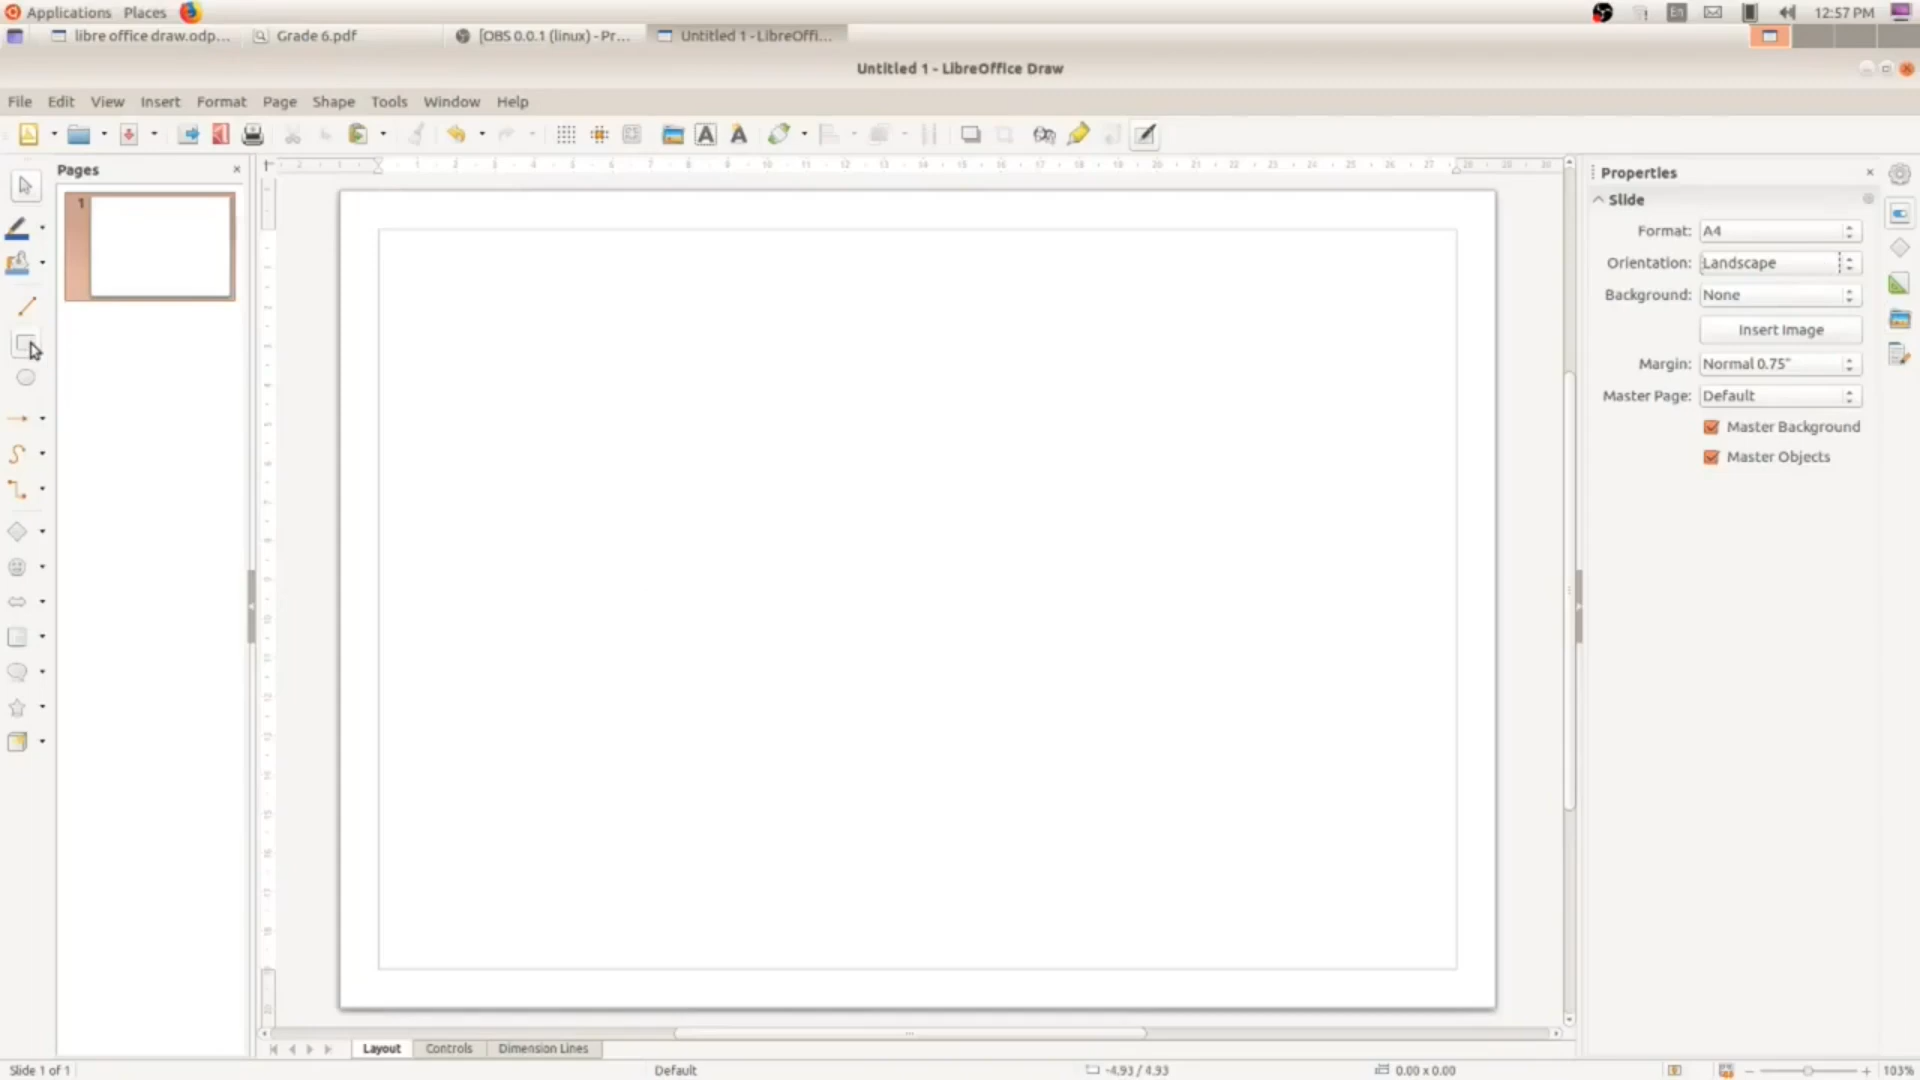 Applications Places En 12:57 PM
libre office draw.odp... Grade 6.pdf [OBS 0.0.1 (linux) - Pr... Untitled 1 - LibreOffi...
Untitled 1 - LibreOffice Draw
File Edit View Insert Format Page Shape Tools Window Help
Pages
1
Properties
Slide
Format: A4
Orientation: Landscape
Background: None
Insert Image
Margin: Normal 0.75"
Master Page: Default
Master Background
Master Objects
Layout Controls Dimension Lines
Slide 1 of 1 Default -4.93 / 4.93 0.00 x 0.00 103%